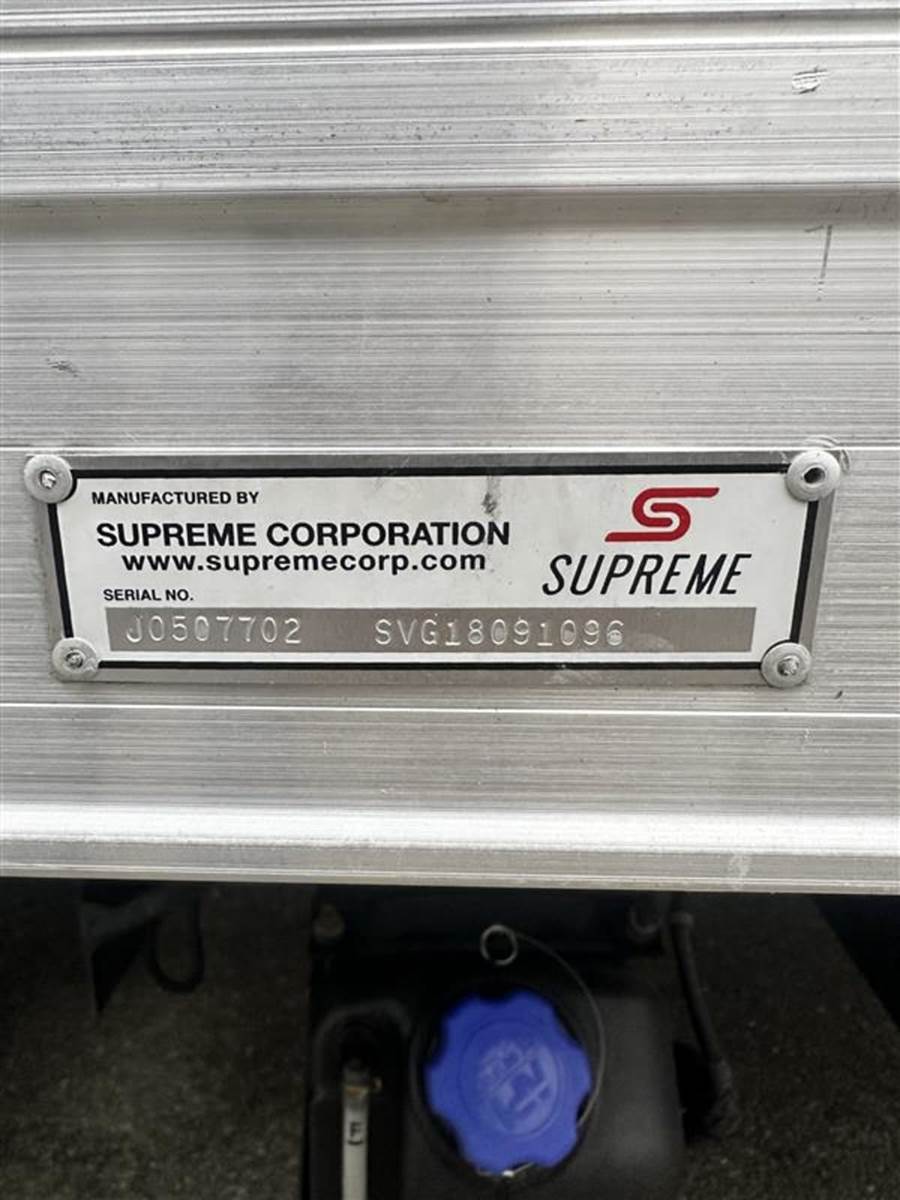 MANUFACTURED BY
SUPREME CORPORATION
www.supremecorp.com
SUPREME
SERIAL NO.
J0507702 SVG18091096
F